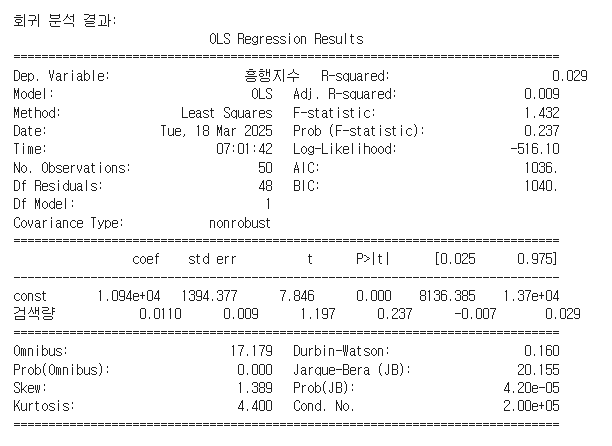 회귀 분석 결과:
OLS Regression Results
==============================================================================
Dep. Variable: 흥행지수 R-squared: 0.029
Model: OLS Adj. R-squared: 0.009
Method: Least Squares F-statistic: 1.432
Date: Tue, 18 Mar 2025 Prob (F-statistic): 0.237
Time: 07:01:42 Log-Likelihood: -516.10
No. Observations: 50 AIC: 1036.
Df Residuals: 48 BIC: 1040.
Df Model: 1
Covariance Type: nonrobust
==============================================================================
coef std err t P>|t| [0.025 0.975]
------------------------------------------------------------------------------
const 1.094e+04 1394.377 7.846 0.000 8136.385 1.37e+04
검색량 0.0110 0.009 1.197 0.237 -0.007 0.029
==============================================================================
Omnibus: 17.179 Durbin-Watson: 0.160
Prob(Omnibus): 0.000 Jarque-Bera (JB): 20.155
Skew: 1.389 Prob(JB): 4.20e-05
Kurtosis: 4.400 Cond. No. 2.00e+05
==============================================================================